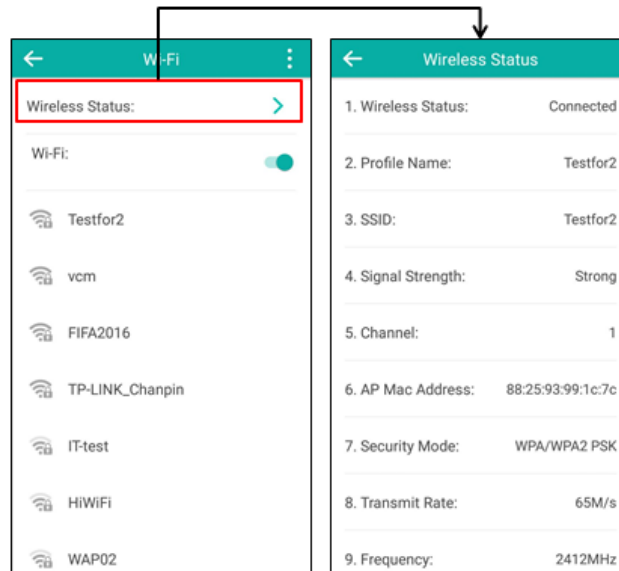 Wi-Fi
Wireless Status:
Wi-Fi:
Testfor2
vcm
FIFA2016
TP-LINK_Chanpin
IT-test
HiWiFi
WAP02
Wireless Status
1. Wireless Status: Connected
2. Profile Name: Testfor2
3. SSID: Testfor2
4. Signal Strength: Strong
5. Channel: 1
6. AP Mac Address: 88:25:93:99:1c:7c
7. Security Mode: WPA/WPA2 PSK
8. Transmit Rate: 65M/s
9. Frequency: 2412MHz